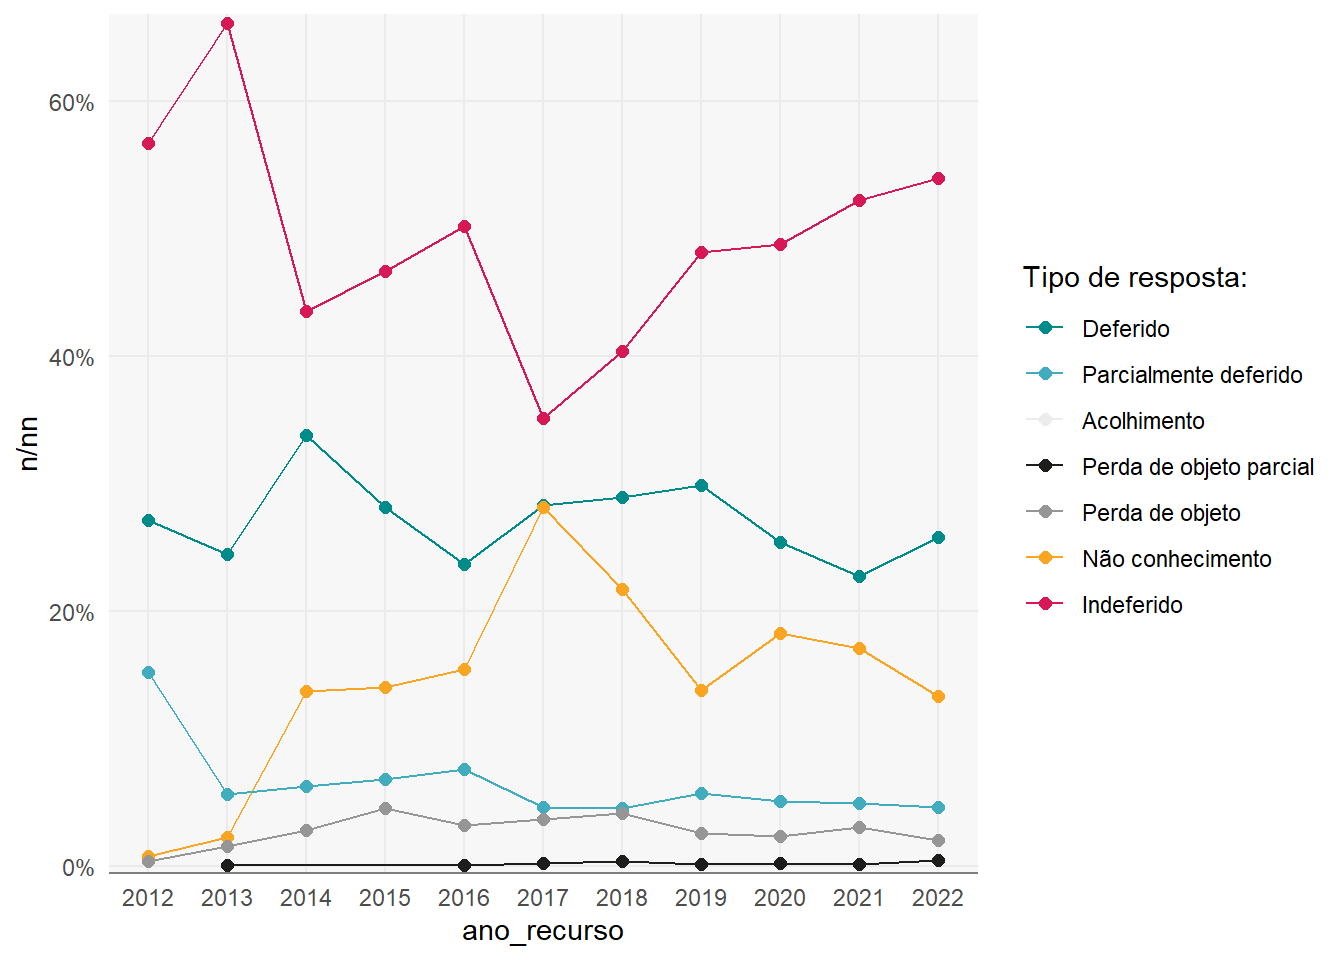 60%
40%
20%
0%
n/nn
2012 2013 2014 2015 2016 2017 2018 2019 2020 2021 2022
ano_recurso
Tipo de resposta:
Deferido
Parcialmente deferido
Acolhimento
Perda de objeto parcial
Perda de objeto
Não conhecimento
Indeferido